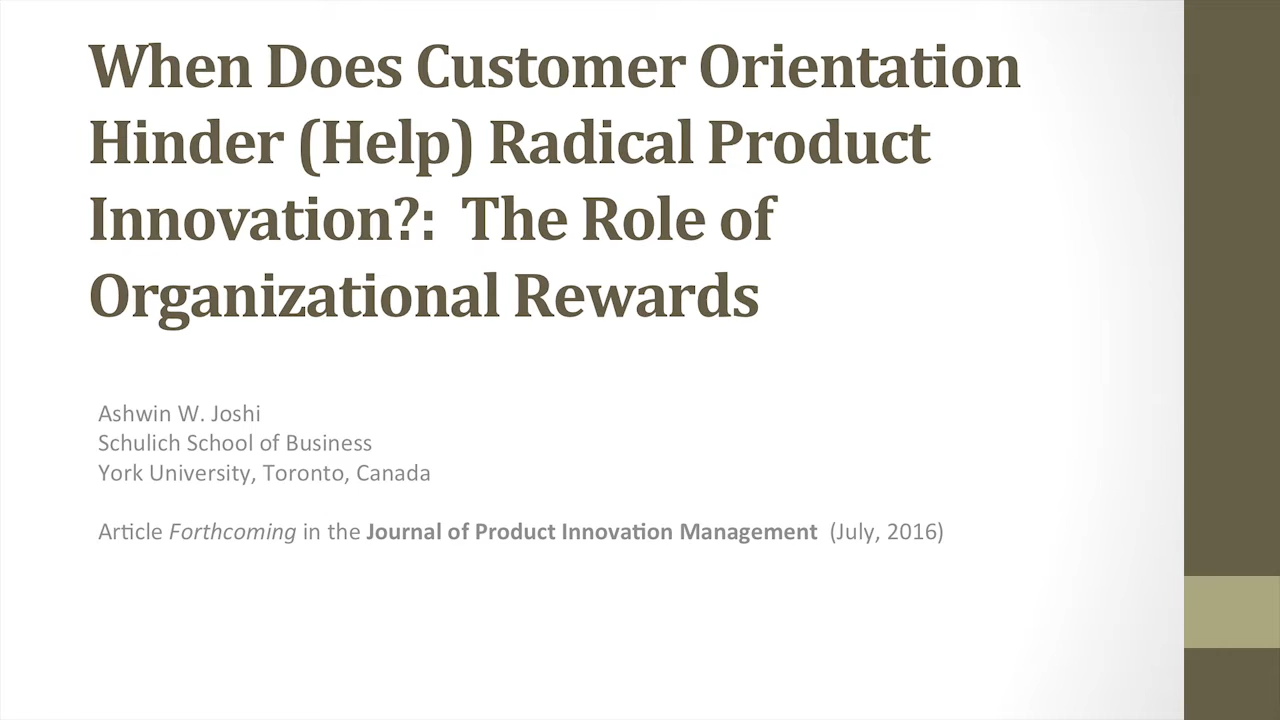 When Does Customer Orientation
Hinder (Help) Radical Product
Innovation?:  The Role of
Organizational Rewards
Ashwin W. Joshi
Schulich School of Business
York University, Toronto, Canada
Article Forthcoming in the Journal of Product Innovation Management  (July, 2016)